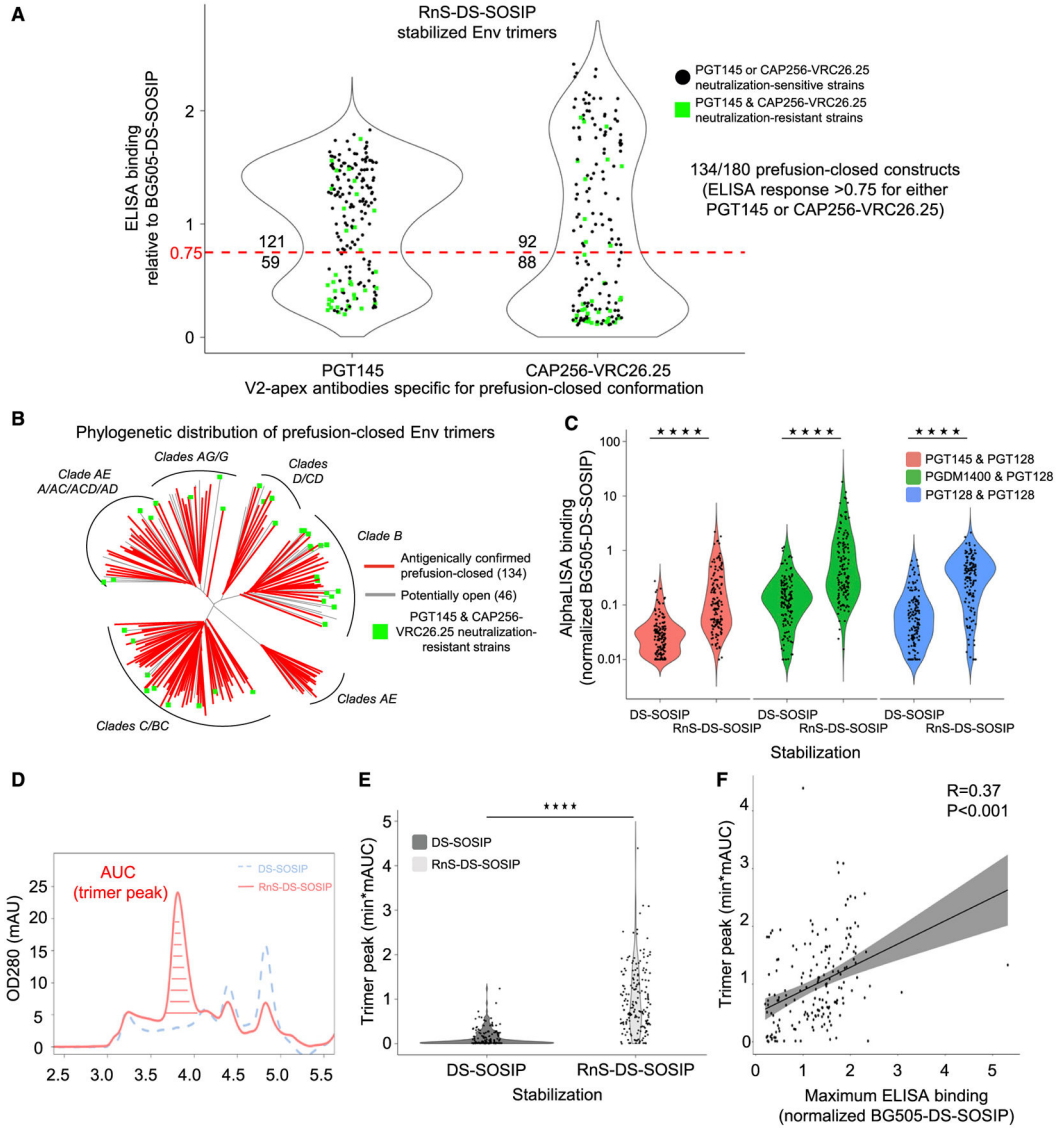 A
RnS-DS-SOSIP
stabilized Env trimers
ELISA binding
relative to BG505-DS-SOSIP
2
1
0.75
0
121
59
92
88
PGT145
CAP256-VRC26.25
V2-apex antibodies specific for prefusion-closed conformation
PGT145 or CAP256-VRC26.25
neutralization-sensitive strains
PGT145 & CAP256-VRC26.25
neutralization-resistant strains
134/180 prefusion-closed constructs
(ELISA response >0.75 for either
PGT145 or CAP256-VRC26.25)
B
Phylogenetic distribution of prefusion-closed Env trimers
Clade AE
A/AC/ACD/AD
Clades AG/G
Clades
D/CD
Clade B
Antigenically confirmed
prefusion-closed (134)
Potentially open (46)
PGT145 & CAP256-
VRC26.25 neutralization-
resistant strains
Clades AE
Clades C/BC
C
AlphaLISA binding
(normalized BG505-DS-SOSIP)
100
10
1
0.1
0.01
★ ★ ★ ★
★ ★ ★ ★
★ ★ ★ ★
PGT145 & PGT128
PGDM1400 & PGT128
PGT128 & PGT128
DS-SOSIP
RnS-DS-SOSIP
DS-SOSIP
RnS-DS-SOSIP
DS-SOSIP
RnS-DS-SOSIP
Stabilization
D
AUC
(trimer peak)
DS-SOSIP
RnS-DS-SOSIP
OD280 (mAU)
25
20
15
10
5
0
2.5 3.0 3.5 4.0 4.5 5.0 5.5
E
★★★★
DS-SOSIP
RnS-DS-SOSIP
Trimer peak (min*mAUC)
5
4
3
2
1
0
DS-SOSIP
RnS-DS-SOSIP
Stabilization
F
R=0.37
P<0.001
Trimer peak (min*mAUC)
4
3
2
1
0
0 1 2 3 4 5
Maximum ELISA binding
(normalized BG505-DS-SOSIP)